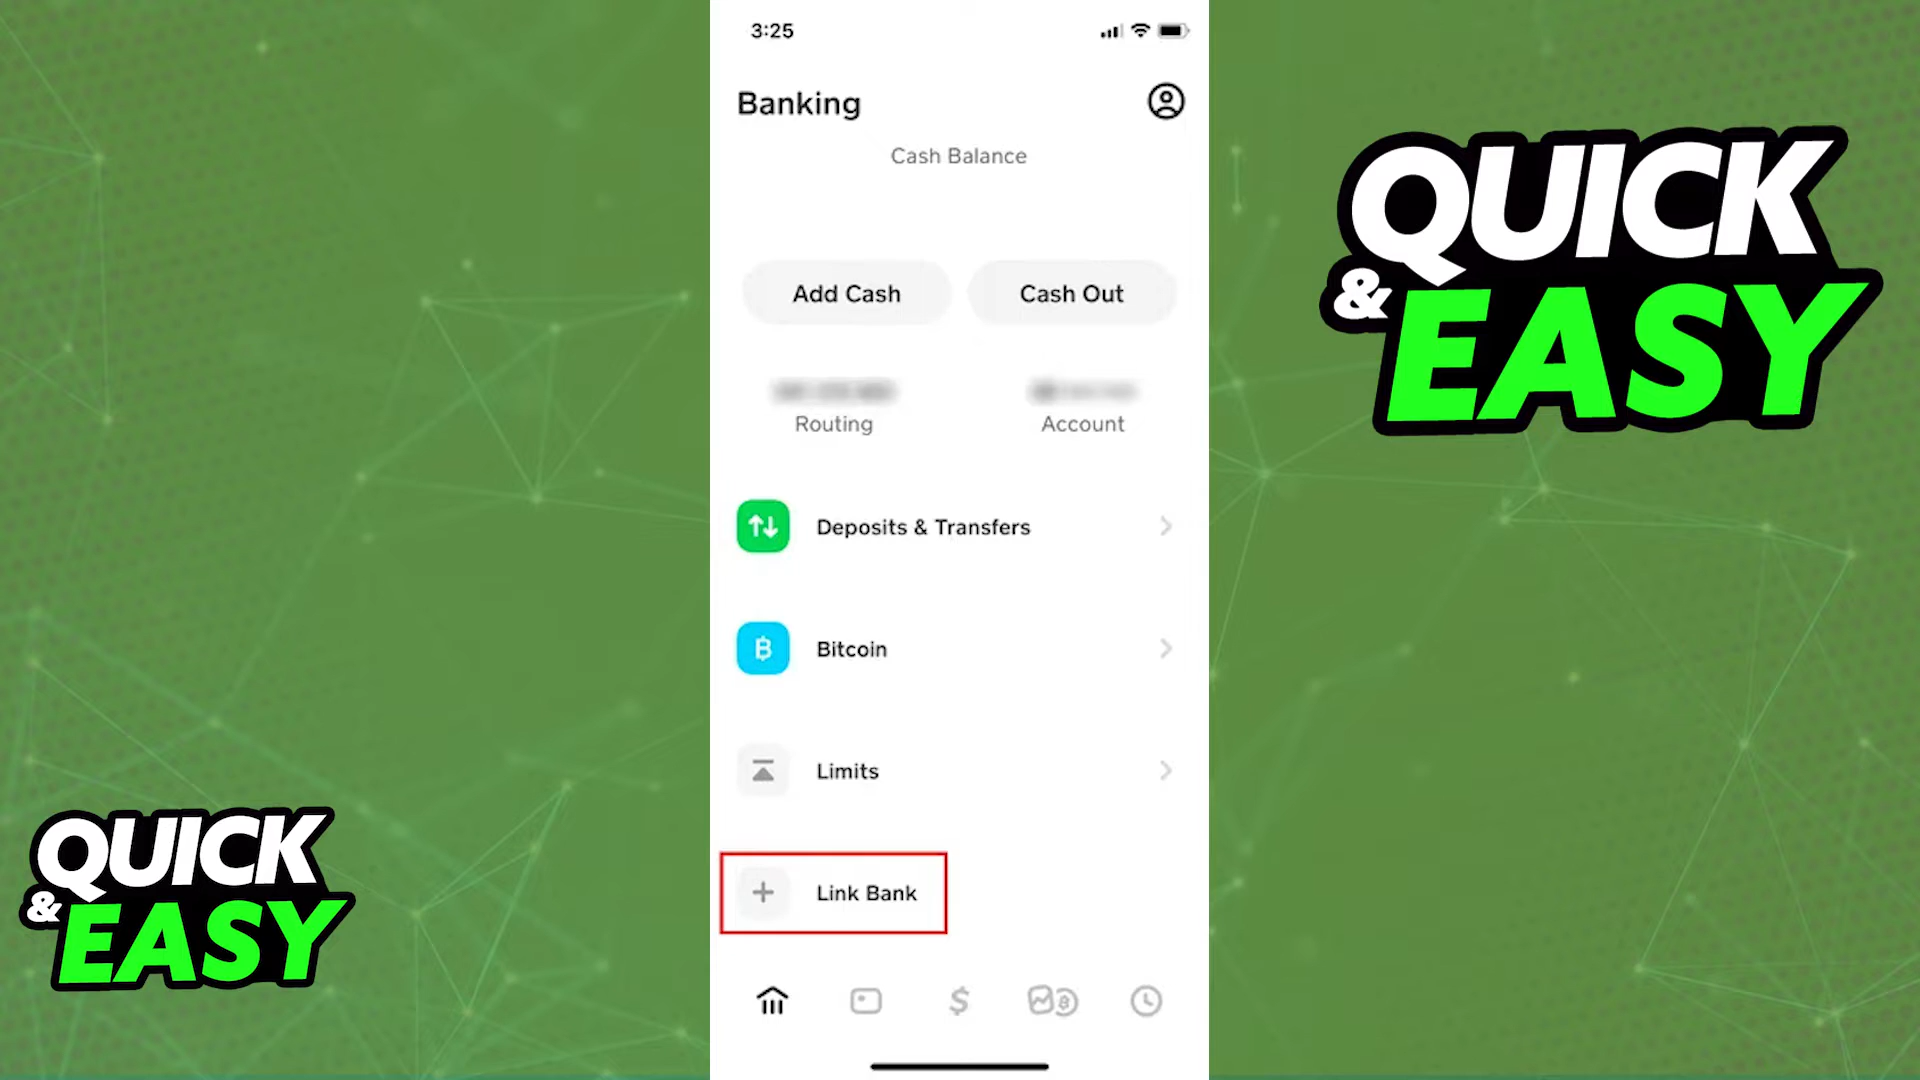 3:25
Banking
Cash Balance
Add Cash
Cash Out
Routing
Account
Deposits & Transfers
Bitcoin
Limits
Link Bank
QUICK
& EASY
QUICK
& EASY